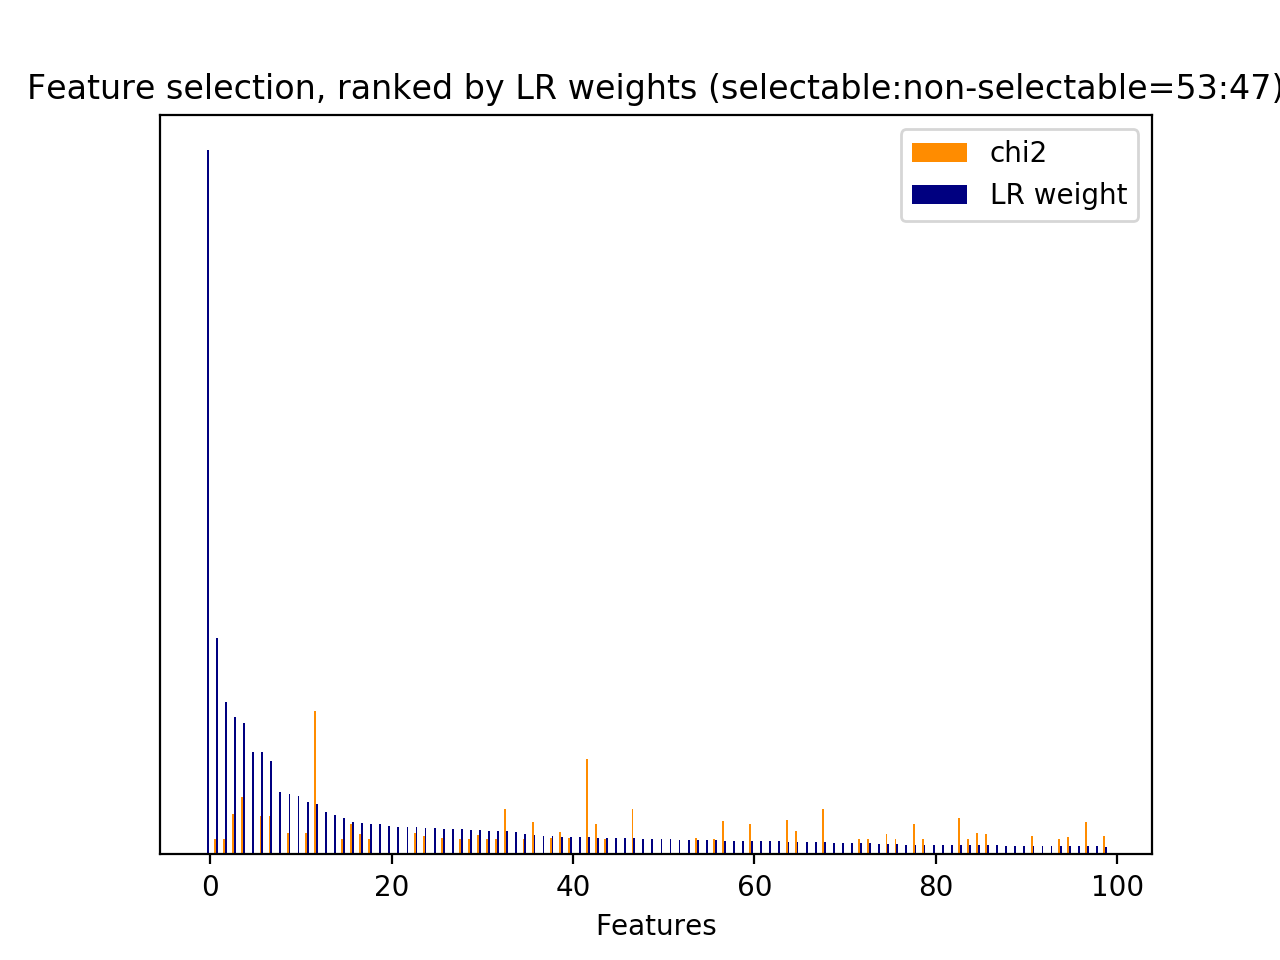 Feature selection, ranked by LR weights (selectable:non-selectable=53:47)
chi2
LR weight
0 20 40 60 80 100
Features